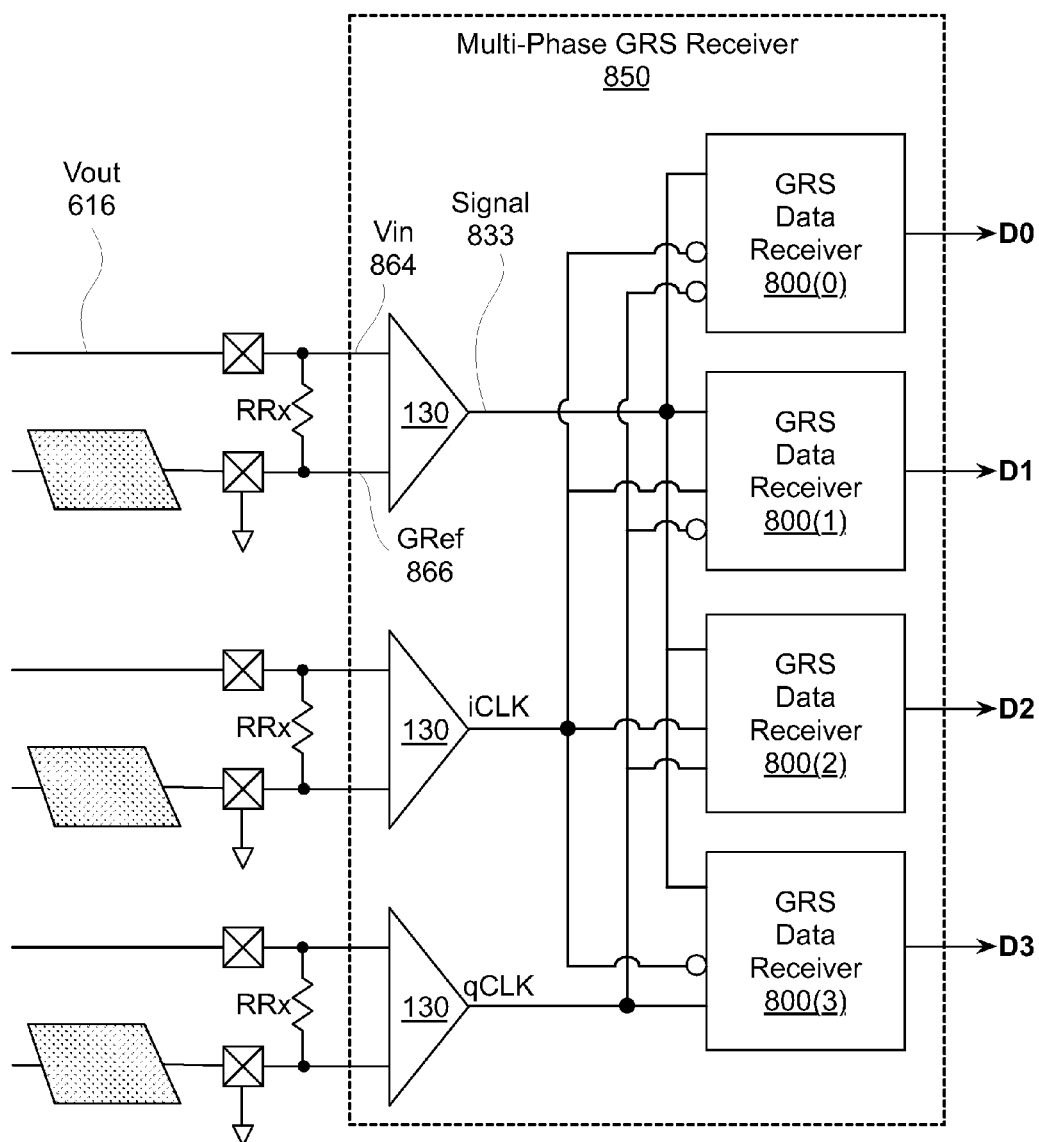 Multi-Phase GRS Receiver
850
Vout
616
Vin
864
Signal
833
GRS
Data
Receiver
800(0)
D0
RRx
130
GRef
866
GRS
Data
Receiver
800(1)
D1
RRx
130
iCLK
GRS
Data
Receiver
800(2)
D2
RRx
130
qCLK
GRS
Data
Receiver
800(3)
D3